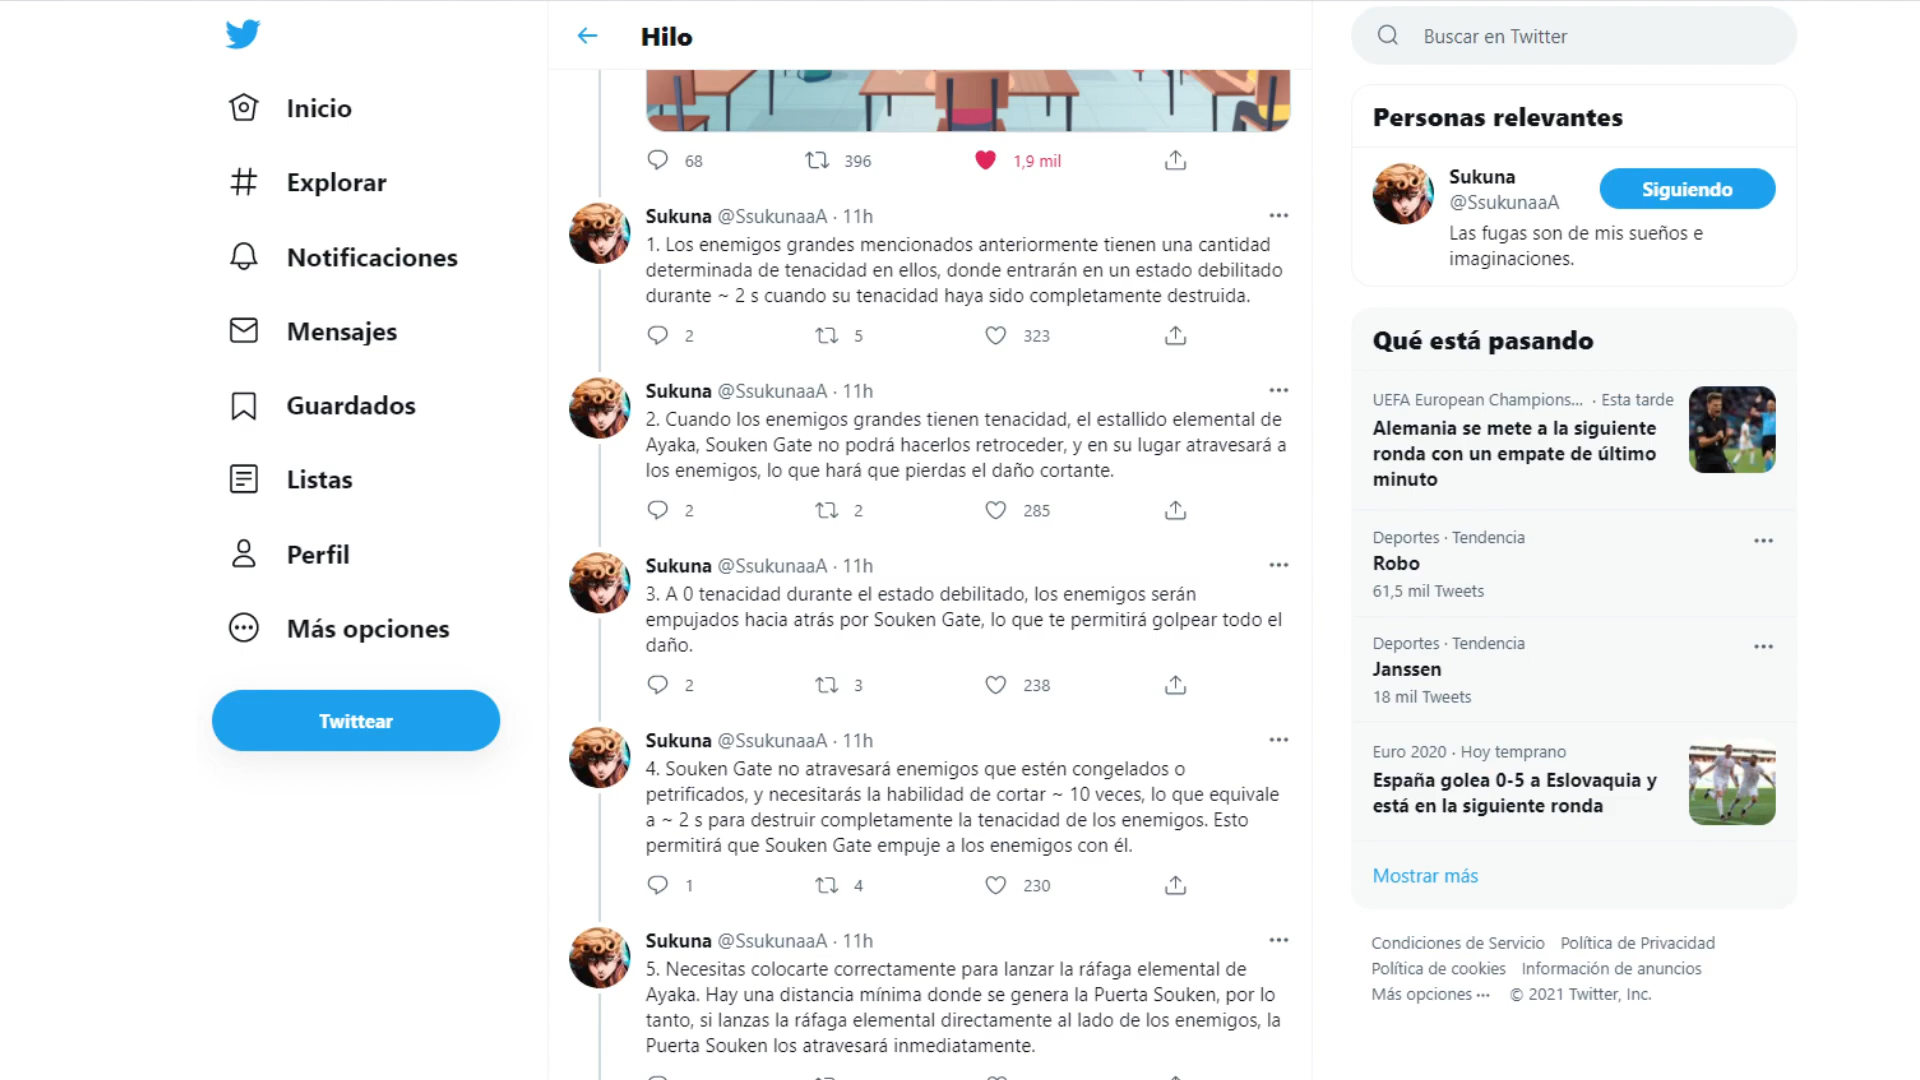 Inicio
Explorar
Notificaciones
Mensajes
Guardados
Listas
Perfil
Más opciones
Twittear
Hilo
68 396 1,9 mil
Sukuna @SsukunaaA · 11h
1. Los enemigos grandes mencionados anteriormente tienen una cantidad
determinada de tenacidad en ellos, donde entrarán en un estado debilitado
durante ~ 2 s cuando su tenacidad haya sido completamente destruida.
2 5 323
Sukuna @SsukunaaA · 11h
2. Cuando los enemigos grandes tienen tenacidad, el estallido elemental de
Ayaka, Souken Gate no podrá hacerlos retroceder, y en su lugar atravesará a
los enemigos, lo que hará que pierdas el daño cortante.
2 2 285
Sukuna @SsukunaaA · 11h
3. A 0 tenacidad durante el estado debilitado, los enemigos serán
empujados hacia atrás por Souken Gate, lo que te permitirá golpear todo el
daño.
2 3 238
Sukuna @SsukunaaA · 11h
4. Souken Gate no atravesará enemigos que estén congelados o
petrificados, y necesitarás la habilidad de cortar ~ 10 veces, lo que equivale
a ~ 2 s para destruir completamente la tenacidad de los enemigos. Esto
permitirá que Souken Gate empuje a los enemigos con él.
1 4 230
Sukuna @SsukunaaA · 11h
5. Necesitas colocarte correctamente para lanzar la ráfaga elemental de
Ayaka. Hay una distancia mínima donde se genera la Puerta Souken, por lo
tanto, si lanzas la ráfaga elemental directamente al lado de los enemigos, la
Puerta Souken los atravesará inmediatamente.
Buscar en Twitter
Personas relevantes
Sukuna
@SsukunaaA
Siguiendo
Las fugas son de mis sueños e
imaginaciones.
Qué está pasando
UEFA European Champions... · Esta tarde
Alemania se mete a la siguiente
ronda con un empate de último
minuto
Deportes · Tendencia
Robo
61,5 mil Tweets
Deportes · Tendencia
Janssen
18 mil Tweets
Euro 2020 · Hoy temprano
España golea 0-5 a Eslovaquia y
está en la siguiente ronda
Mostrar más
Condiciones de Servicio Política de Privacidad
Política de cookies Información de anuncios
Más opciones ··· © 2021 Twitter, Inc.